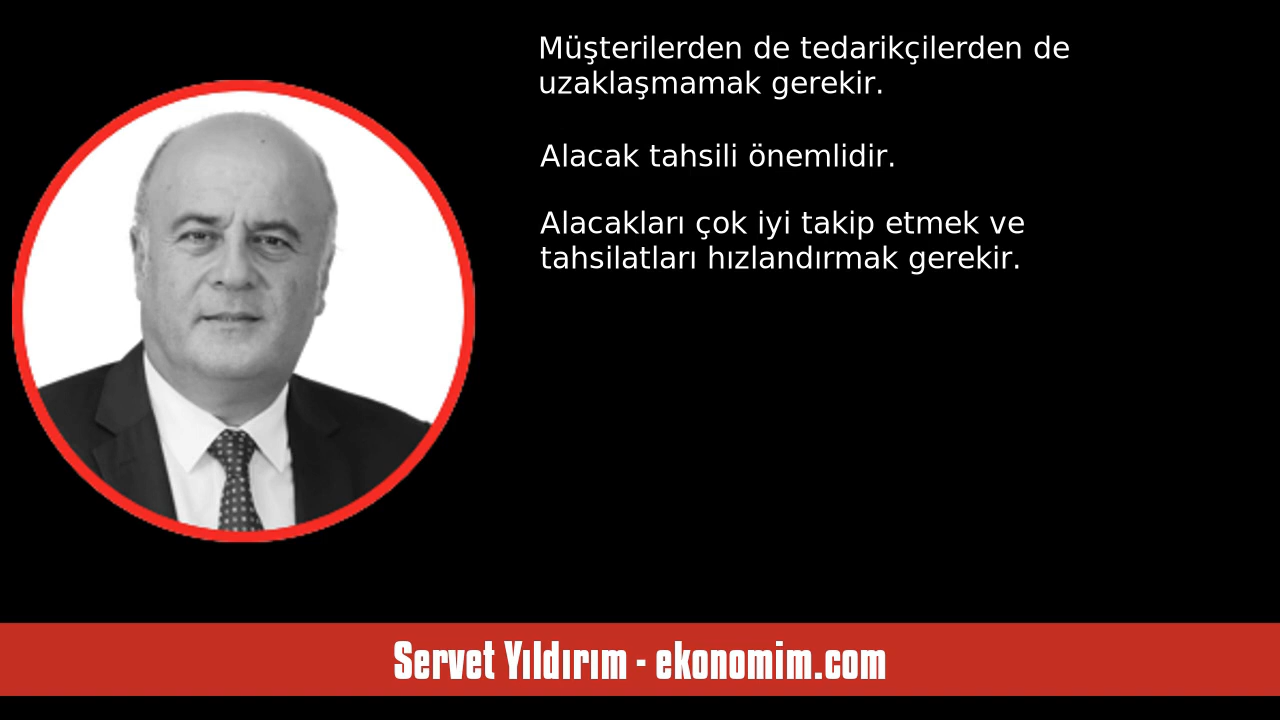 Müşterilerden de tedarikçilerden de
uzaklaşmamak gerekir.
Alacak tahsili önemlidir.
Alacakları çok iyi takip etmek ve
tahsilatları hızlandırmak gerekir.
Servet Yıldırım - ekonomim.com